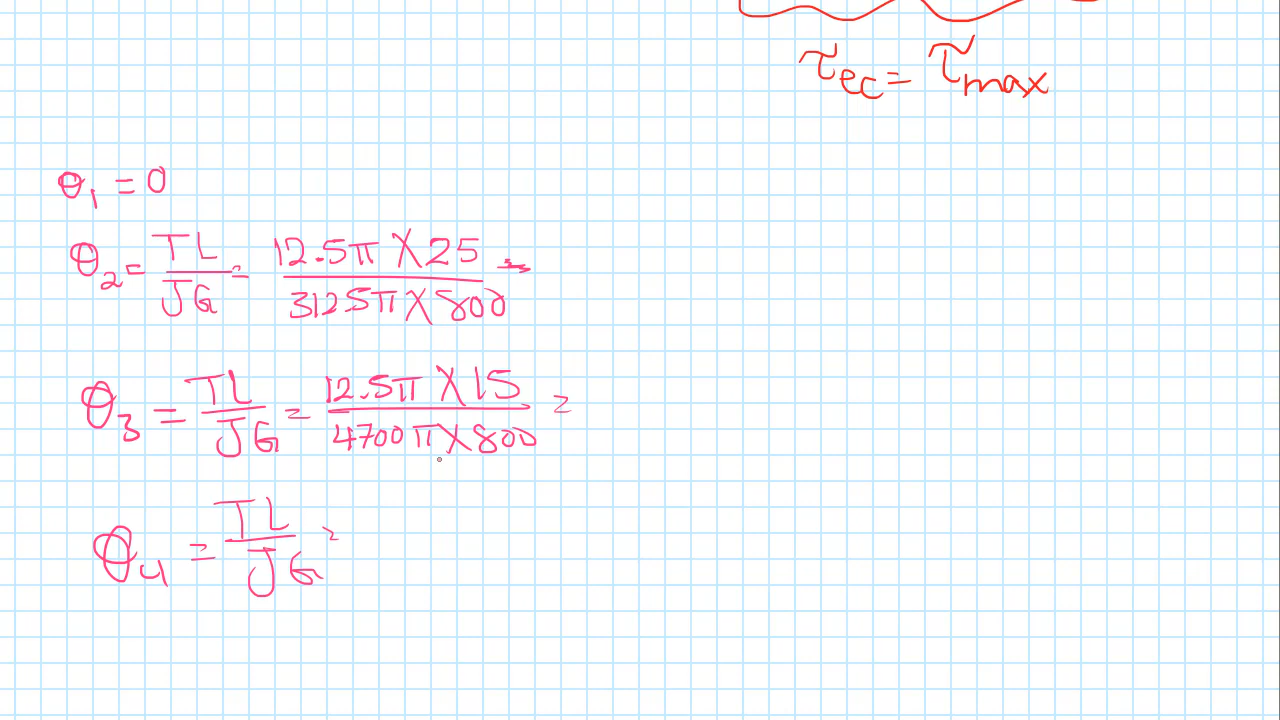 τec = τmax
θ1 = 0
θ2 = TL/JG = 12.5π × 25 / 3125π × 800 =
θ3 = TL/JG = 12.5π × 15 / 4700π × 800 =
θ4 = TL/JG =